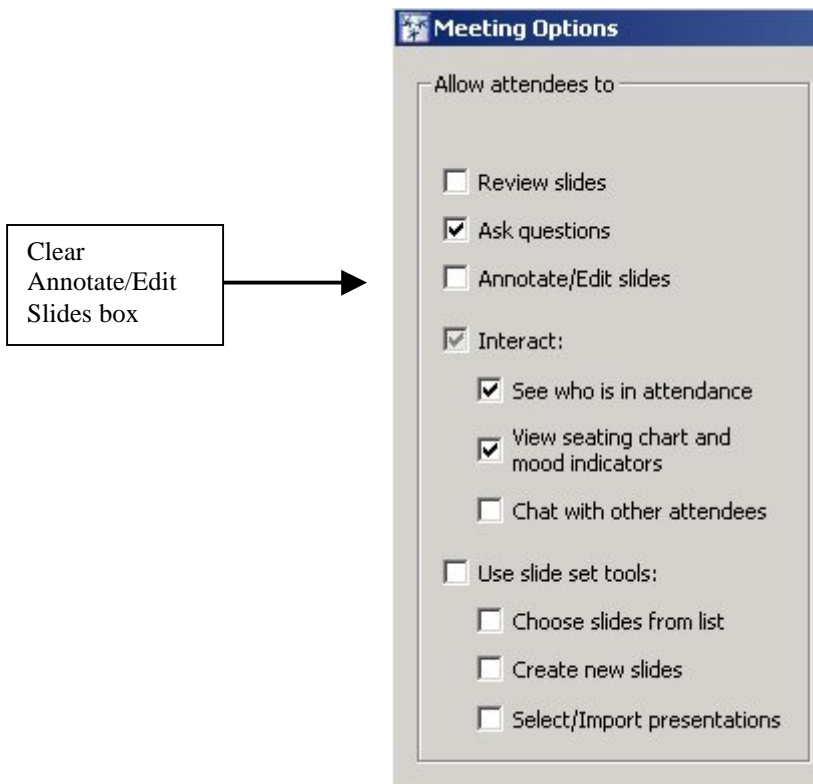 Meeting Options
Allow attendees to
Review slides
Ask questions
Clear
Annotate/Edit
Slides box
Annotate/Edit slides
Interact:
See who is in attendance
View seating chart and
mood indicators
Chat with other attendees
Use slide set tools:
Choose slides from list
Create new slides
Select/Import presentations